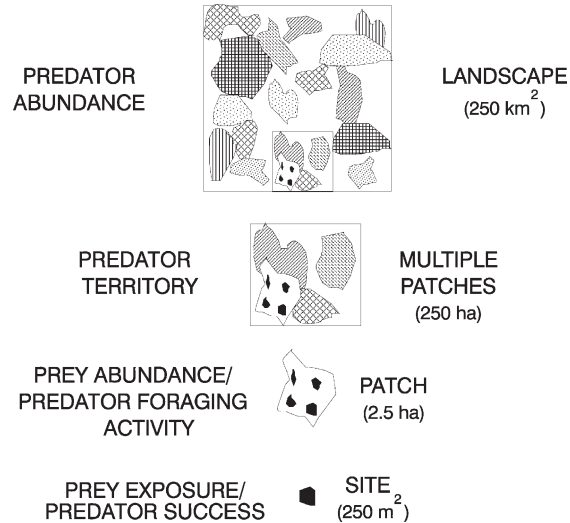 PREDATOR
ABUNDANCE
LANDSCAPE
(250 km²)
PREDATOR
TERRITORY
MULTIPLE
PATCHES
(250 ha)
PREY ABUNDANCE/
PREDATOR FORAGING
ACTIVITY
PATCH
(2.5 ha)
PREY EXPOSURE/
PREDATOR SUCCESS
SITE
(250 m²)